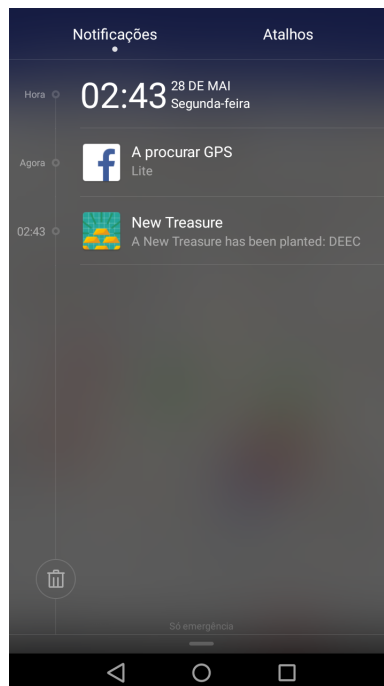 Notificações
Atalhos
Hora
02:43
28 DE MAI
Segunda-feira
Agora
A procurar GPS
Lite
02:43
New Treasure
A New Treasure has been planted: DEEC
Só emergência